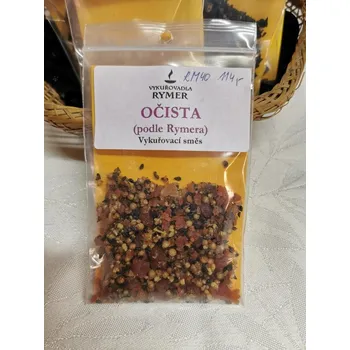 RM40 114,-
VYKUŘOVADLA
RYMER
OČISTA
(podle Rymera)
Vykuřovací směs